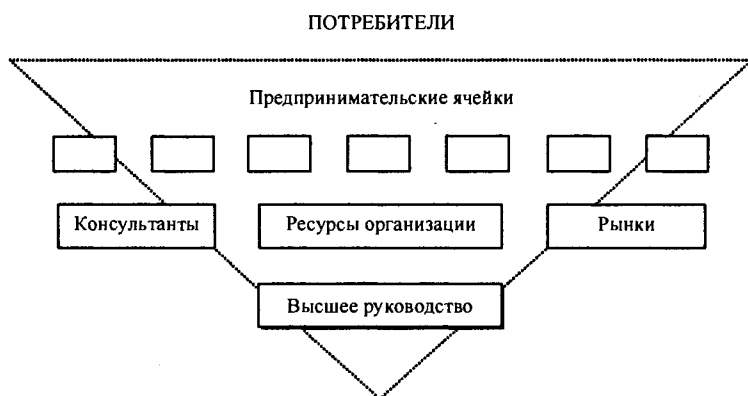 ПОТРЕБИТЕЛИ
Предпринимательские ячейки
Консультанты
Ресурсы организации
Рынки
Высшее руководство